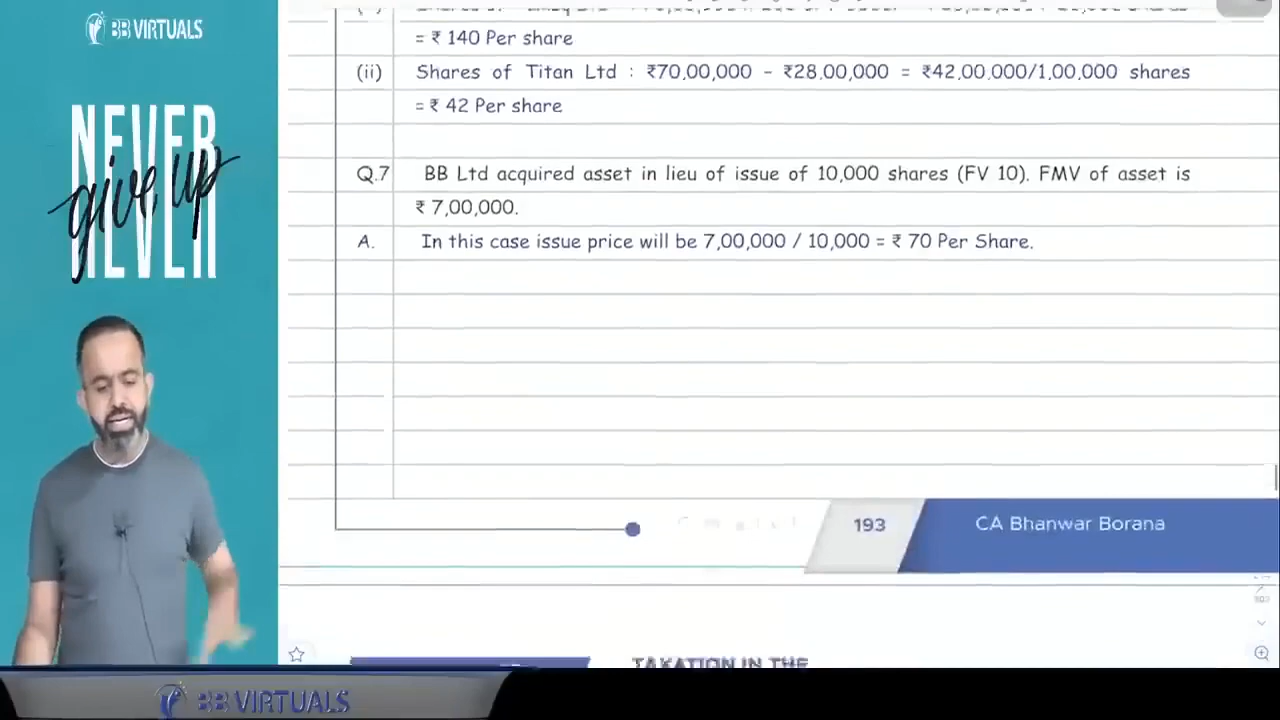 BB VIRTUALS
NEVER
give up
NEVER
= ₹ 140 Per share
(ii) Shares of Titan Ltd : ₹70,00,000 - ₹28,00,000 = ₹42,00,000/1,00,000 shares
= ₹ 42 Per share
Q.7 BB Ltd acquired asset in lieu of issue of 10,000 shares (FV 10). FMV of asset is
₹ 7,00,000.
A. In this case issue price will be 7,00,000 / 10,000 = ₹ 70 Per Share.
193 CA Bhanwar Borana
TAXATION IN THE
BB VIRTUALS